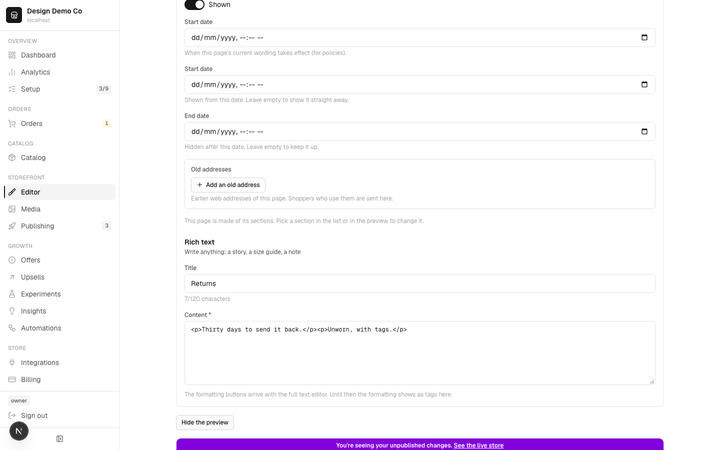 Design Demo Co
localhost
OVERVIEW
Dashboard
Analytics
Setup 3/9
ORDERS
Orders 1
CATALOG
Catalog
STOREFRONT
Editor
Media
Publishing 3
GROWTH
Offers
Upsells
Experiments
Insights
Automations
STORE
Integrations
Billing
owner
Sign out
N
Shown
Start date
dd/mm/yyyy, --:-- --
When this page's current wording takes effect (for policies).
Start date
dd/mm/yyyy, --:-- --
Shown from this date. Leave empty to show it straight away.
End date
dd/mm/yyyy, --:-- --
Hidden after this date. Leave empty to keep it up.
Old addresses
+ Add an old address
Earlier web addresses of this page. Shoppers who use them are sent here.
This page is made of its sections. Pick a section in the list or in the preview to change it.
Rich text
Write anything: a story, a size guide, a note
Title
Returns
7/120 characters
Content *
<p>Thirty days to send it back.</p><p>Unworn, with tags.</p>
The formatting buttons arrive with the full text editor. Until then the formatting shows as tags here.
Hide the preview
You're seeing your unpublished changes. See the live store